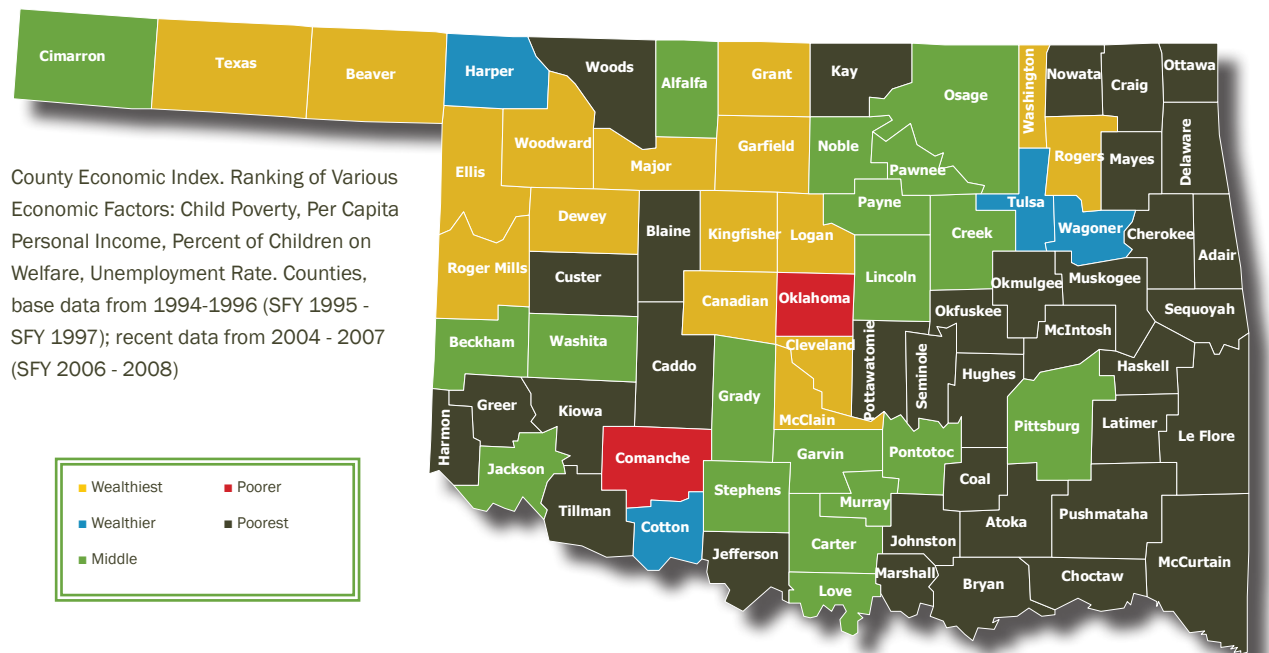 Cimarron
Texas
Beaver
Harper
Woods
Alfalfa
Grant
Kay
Osage
Washington
Nowata
Craig
Ottawa
Ellis
Woodward
Major
Garfield
Noble
Pawnee
Rogers
Mayes
Delaware
County Economic Index. Ranking of Various
Economic Factors: Child Poverty, Per Capita
Personal Income, Percent of Children on
Welfare, Unemployment Rate. Counties,
base data from 1994-1996 (SFY 1995 -
SFY 1997); recent data from 2004 - 2007
(SFY 2006 - 2008)
Dewey
Blaine
Kingfisher
Logan
Payne
Creek
Tulsa
Wagoner
Cherokee
Adair
Roger Mills
Custer
Canadian
Oklahoma
Lincoln
Okmulgee
Muskogee
Okfuskee
McIntosh
Sequoyah
Beckham
Washita
Caddo
Grady
Cleveland
McClain
Pottawatomie
Seminole
Hughes
Pittsburg
Haskell
Latimer
Le Flore
Harmon
Greer
Kiowa
Jackson
Comanche
Tillman
Cotton
Stephens
Garvin
Pontotoc
Murray
Coal
Atoka
Pushmataha
Jefferson
Carter
Johnston
Love
Marshall
Bryan
Choctaw
McCurtain
Wealthiest
Poorer
Wealthier
Poorest
Middle